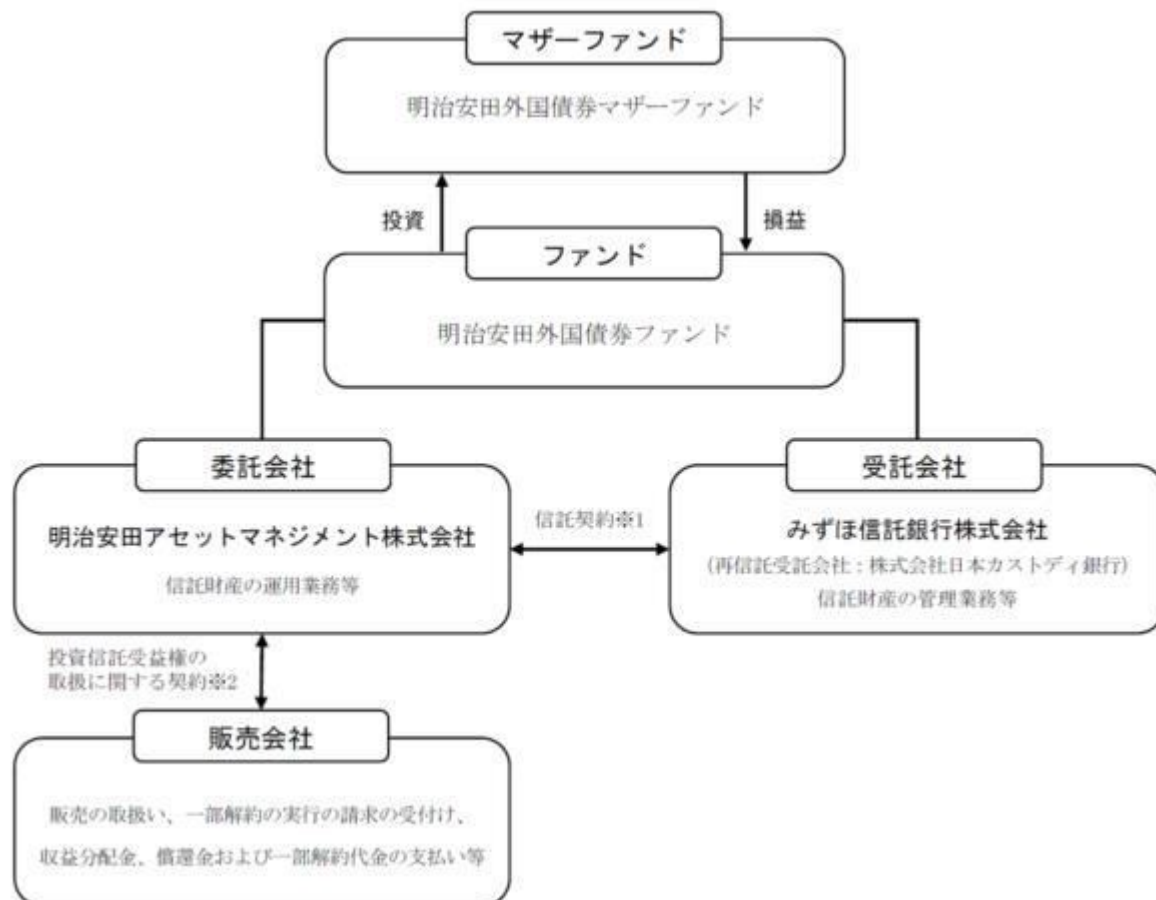 マザーファンド
明治安田外国債券マザーファンド
投資
損益
ファンド
明治安田外国債券ファンド
委託会社
明治安田アセットマネジメント株式会社
信託財産の運用業務等
信託契約※1
受託会社
みずほ信託銀行株式会社
(再信託受託会社:株式会社日本カストディ銀行)
信託財産の管理業務等
投資信託受益権の
取扱に関する契約※2
販売会社
販売の取扱い、一部解約の実行の請求の受付け、
収益分配金、償還金および一部解約代金の支払い等